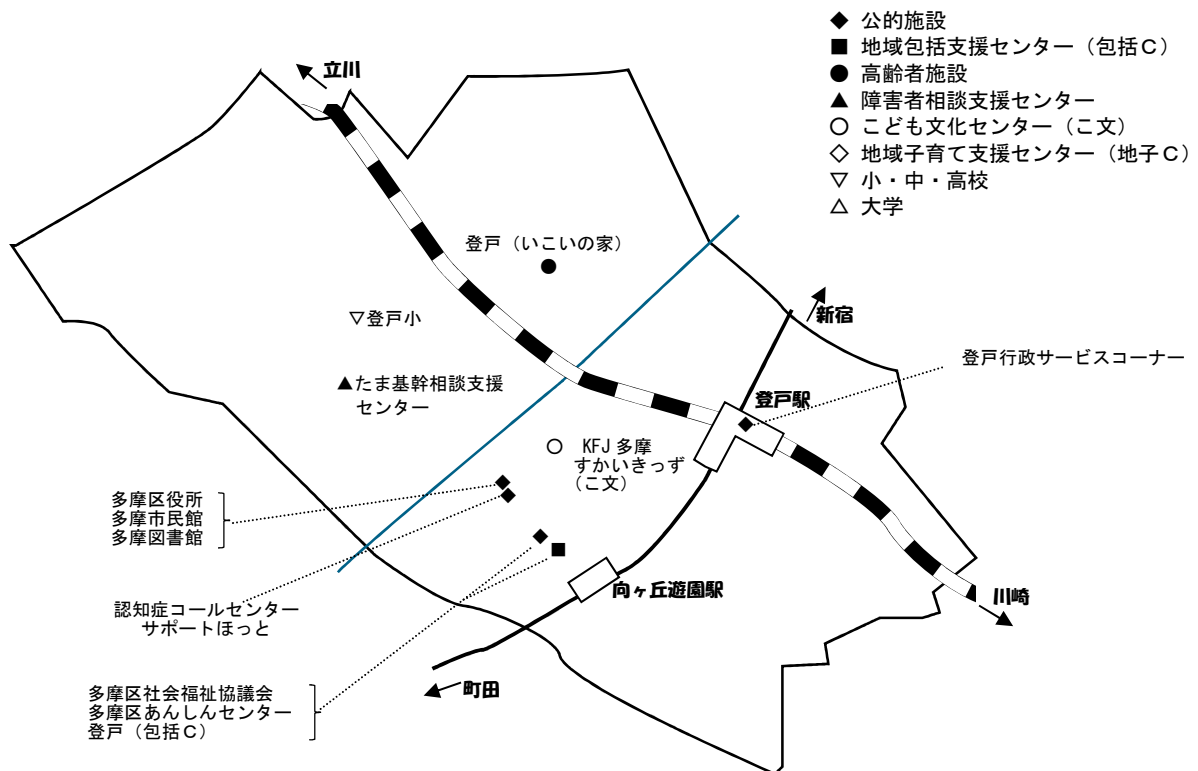 ◆ 公的施設
■ 地域包括支援センター（包括Ｃ）
● 高齢者施設
▲ 障害者相談支援センター
○ こども文化センター（こ文）
◇ 地域子育て支援センター（地子Ｃ）
▽ 小・中・高校
△ 大学
立川
登戸（いこいの家）
▽登戸小
新宿
登戸行政サービスコーナー
▲たま基幹相談支援
センター
登戸駅
KFJ 多摩
すかいきっず
（こ文）
多摩区役所
多摩市民館
多摩図書館
向ヶ丘遊園駅
川崎
認知症コールセンター
サポートほっと
町田
多摩区社会福祉協議会
多摩区あんしんセンター
登戸（包括Ｃ）